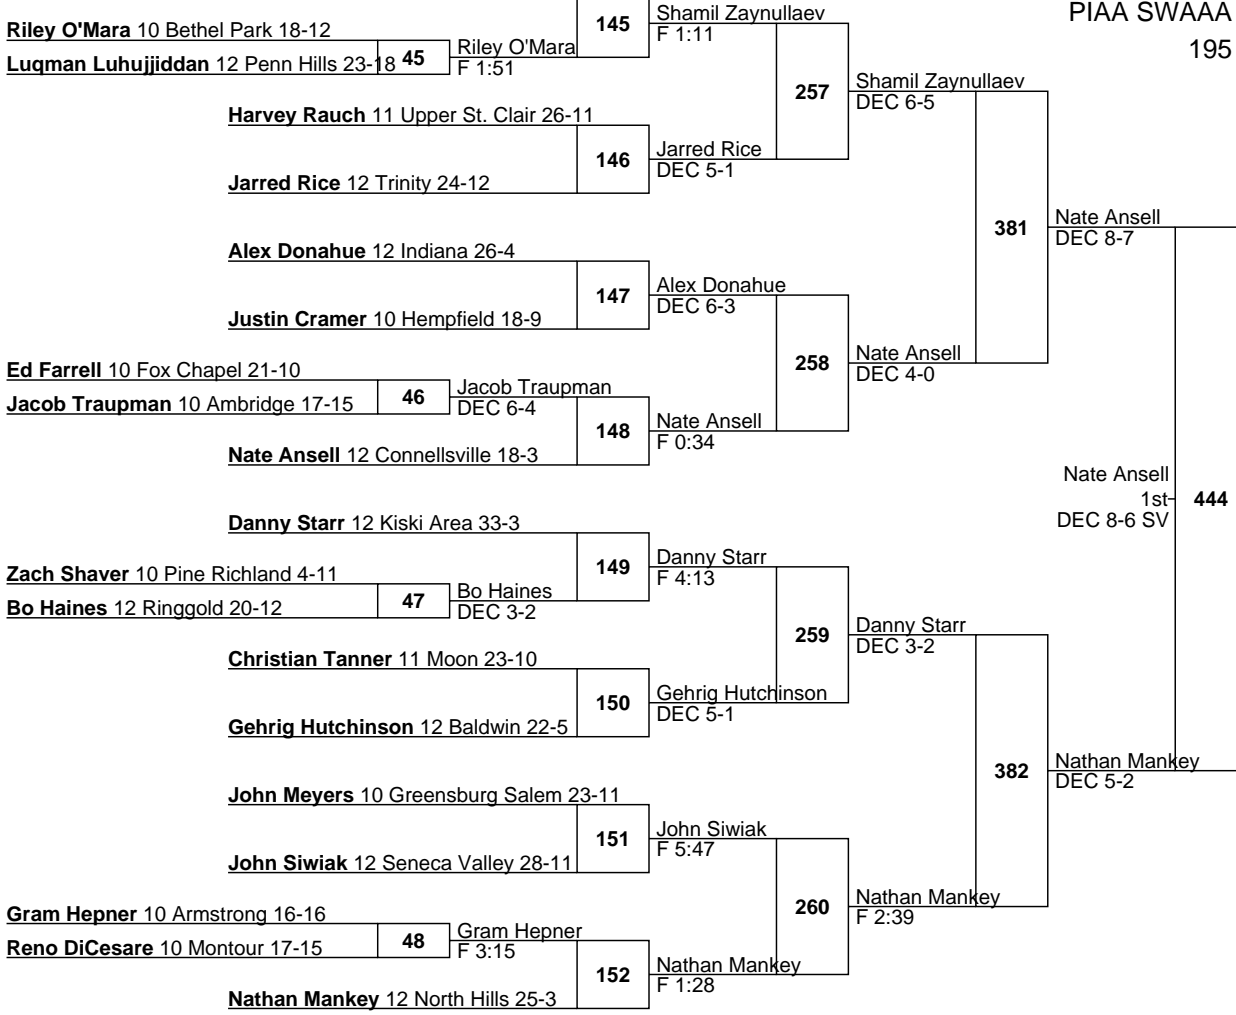 PIAA SWAAA
195
Riley O'Mara 10 Bethel Park 18-12
Luqman Luhujjiddan 12 Penn Hills 23-18
45
Riley O'Mara
F 1:51
145
Shamil Zaynullaev
F 1:11
Harvey Rauch 11 Upper St. Clair 26-11
Jarred Rice 12 Trinity 24-12
146
Jarred Rice
DEC 5-1
257
Shamil Zaynullaev
DEC 6-5
Alex Donahue 12 Indiana 26-4
Justin Cramer 10 Hempfield 18-9
147
Alex Donahue
DEC 6-3
Ed Farrell 10 Fox Chapel 21-10
Jacob Traupman 10 Ambridge 17-15
46
Jacob Traupman
DEC 6-4
Nate Ansell 12 Connellsville 18-3
148
Nate Ansell
F 0:34
258
Nate Ansell
DEC 4-0
381
Nate Ansell
DEC 8-7
Danny Starr 12 Kiski Area 33-3
Zach Shaver 10 Pine Richland 4-11
Bo Haines 12 Ringgold 20-12
47
Bo Haines
DEC 3-2
149
Danny Starr
F 4:13
Christian Tanner 11 Moon 23-10
Gehrig Hutchinson 12 Baldwin 22-5
150
Gehrig Hutchinson
DEC 5-1
259
Danny Starr
DEC 3-2
John Meyers 10 Greensburg Salem 23-11
John Siwiak 12 Seneca Valley 28-11
151
John Siwiak
F 5:47
Gram Hepner 10 Armstrong 16-16
Reno DiCesare 10 Montour 17-15
48
Gram Hepner
F 3:15
Nathan Mankey 12 North Hills 25-3
152
Nathan Mankey
F 1:28
260
Nathan Mankey
F 2:39
382
Nathan Mankey
DEC 5-2
Nate Ansell
1st
DEC 8-6 SV
444